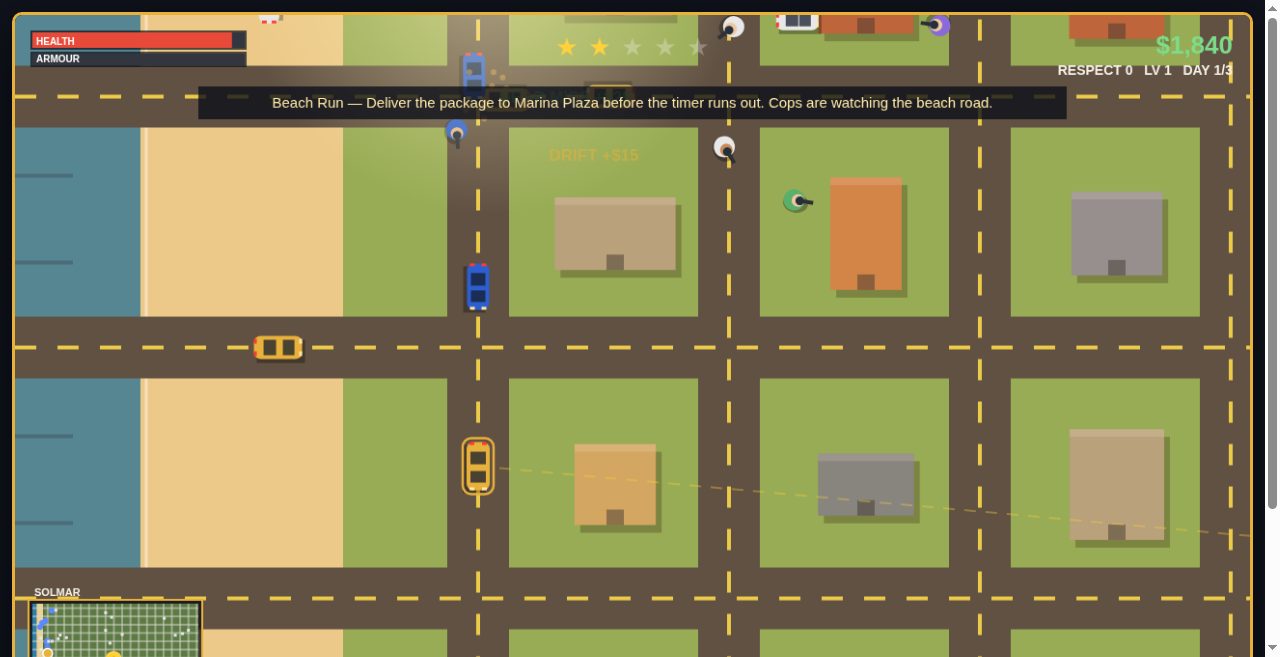 HEALTH
ARMOUR
$1,840
RESPECT 0 LV 1 DAY 1/3
Beach Run — Deliver the package to Marina Plaza before the timer runs out. Cops are watching the beach road.
DRIFT +$15
SOLMAR